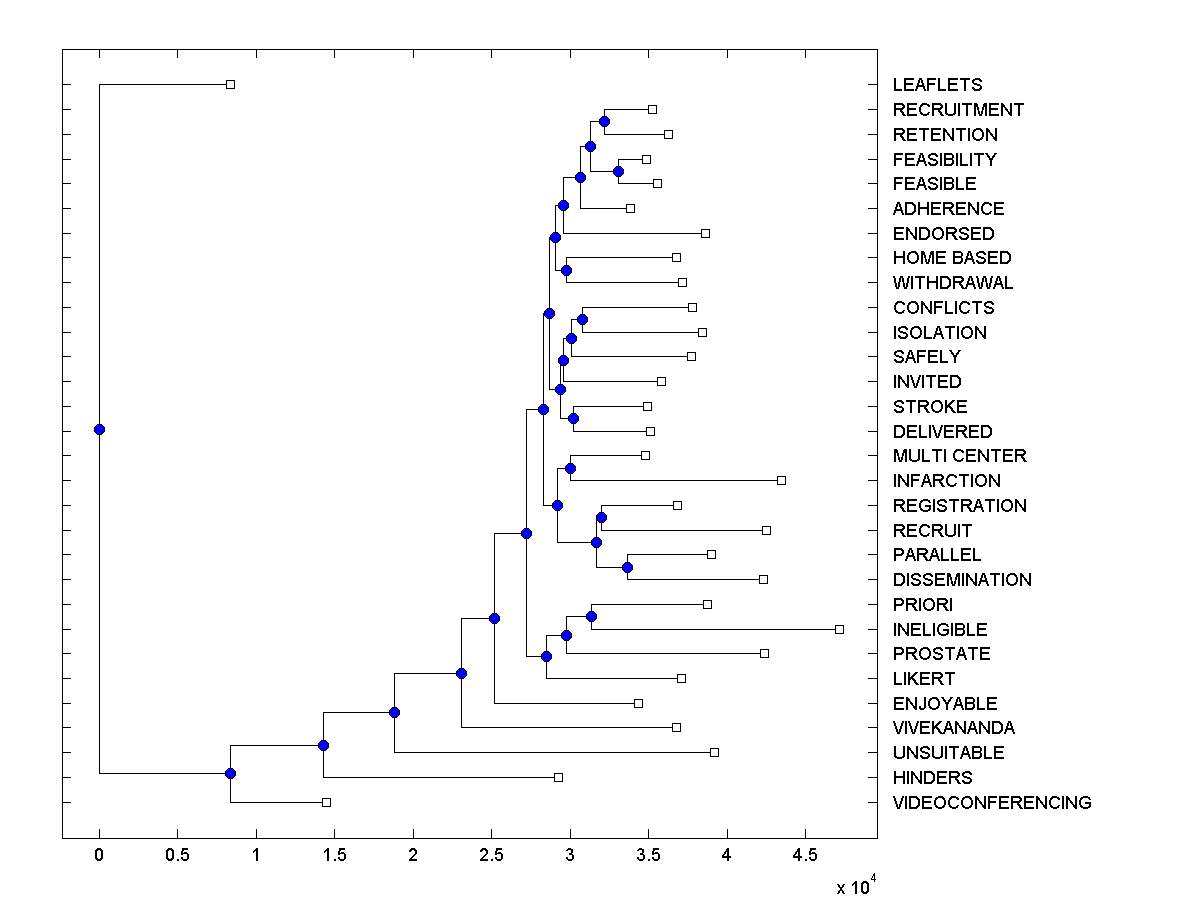 LEAFLETS
RECRUITMENT
RETENTION
FEASIBILITY
FEASIBLE
ADHERENCE
ENDORSED
HOME BASED
WITHDRAWAL
CONFLICTS
ISOLATION
SAFELY
INVITED
STROKE
DELIVERED
MULTI CENTER
INFARCTION
REGISTRATION
RECRUIT
PARALLEL
DISSEMINATION
PRIORI
INELIGIBLE
PROSTATE
LIKERT
ENJOYABLE
VIVEKANANDA
UNSUITABLE
HINDERS
VIDEOCONFERENCING
0 0.5 1 1.5 2 2.5 3 3.5 4 4.5
x 10^4